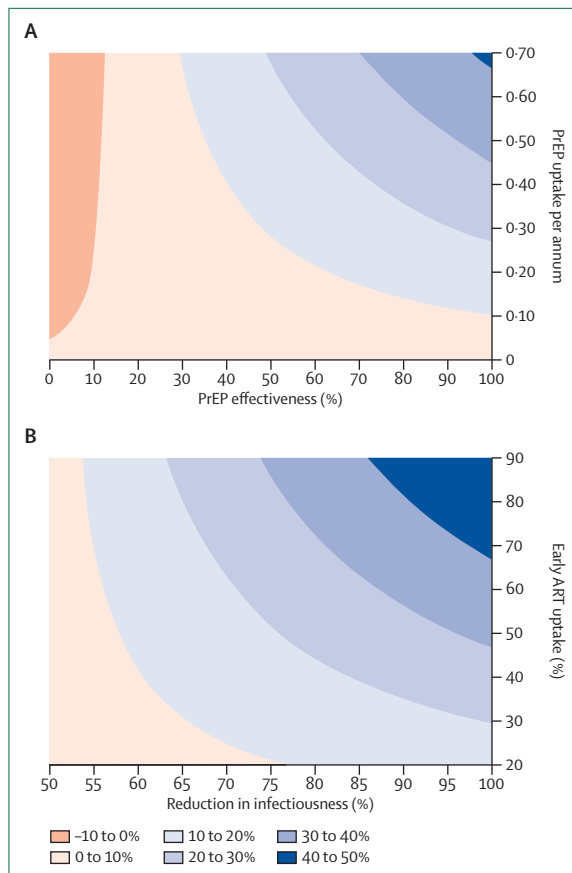 A
0·70
0·60
0·50
0·40
0·30
0·20
0·10
0
PrEP uptake per annum
0 10 20 30 40 50 60 70 80 90 100
PrEP effectiveness (%)
B
90
80
70
60
50
40
30
20
Early ART uptake (%)
50 55 60 65 70 75 80 85 90 95 100
Reduction in infectiousness (%)
–10 to 0% 10 to 20% 30 to 40%
0 to 10% 20 to 30% 40 to 50%